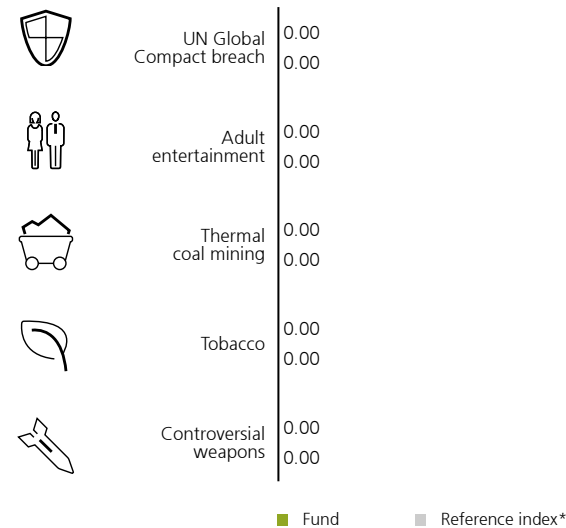 UN Global
Compact breach
0.00
0.00
Adult
entertainment
0.00
0.00
Thermal
coal mining
0.00
0.00
Tobacco
0.00
0.00
Controversial
weapons
0.00
0.00
Fund
Reference index*